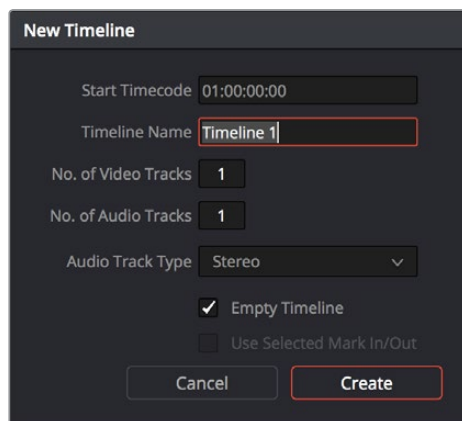 New Timeline
Start Timecode 01:00:00:00
Timeline Name Timeline 1
No. of Video Tracks 1
No. of Audio Tracks 1
Audio Track Type Stereo
Empty Timeline
Use Selected Mark In/Out
Cancel Create